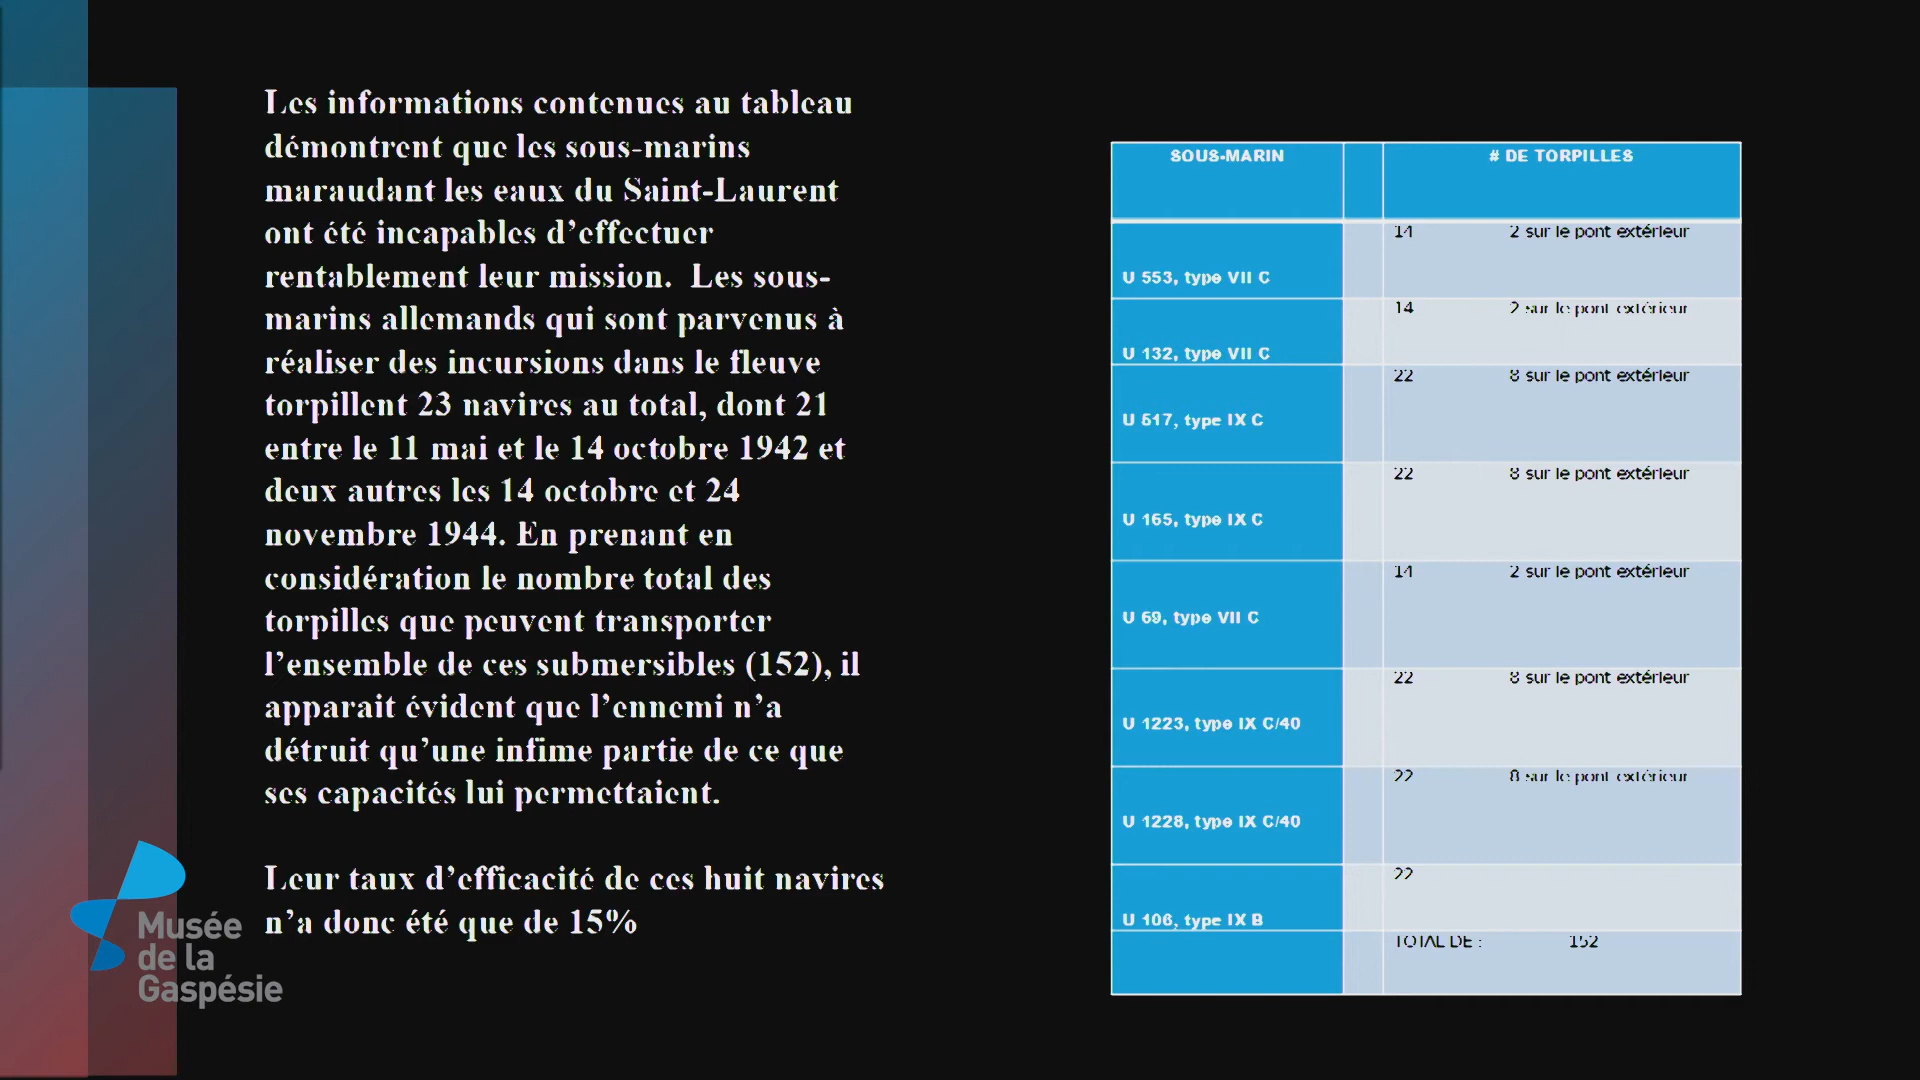 Les informations contenues au tableau
démontrent que les sous-marins
maraudant les eaux du Saint-Laurent
ont été incapables d’effectuer
rentablement leur mission. Les sous-
marins allemands qui sont parvenus à
réaliser des incursions dans le fleuve
torpillent 23 navires au total, dont 21
entre le 11 mai et le 14 octobre 1942 et
deux autres les 14 octobre et 24
novembre 1944. En prenant en
considération le nombre total des
torpilles que peuvent transporter
l’ensemble de ces submersibles (152), il
apparait évident que l’ennemi n’a
détruit qu’une infime partie de ce que
ses capacités lui permettaient.
Leur taux d’efficacité de ces huit navires
n’a donc été que de 15%
Musée
de la
Gaspésie
SOUS-MARIN # DE TORPILLES
U 553, type VII C 14 2 sur le pont extérieur
U 132, type VII C 14 2 sur le pont extérieur
U 517, type IX C 22 8 sur le pont extérieur
U 165, type IX C 22 8 sur le pont extérieur
U 69, type VII C 14 2 sur le pont extérieur
U 1223, type IX C/40 22 8 sur le pont extérieur
U 1228, type IX C/40 22 8 sur le pont extérieur
U 106, type IX B 22
TOTAL DE : 152